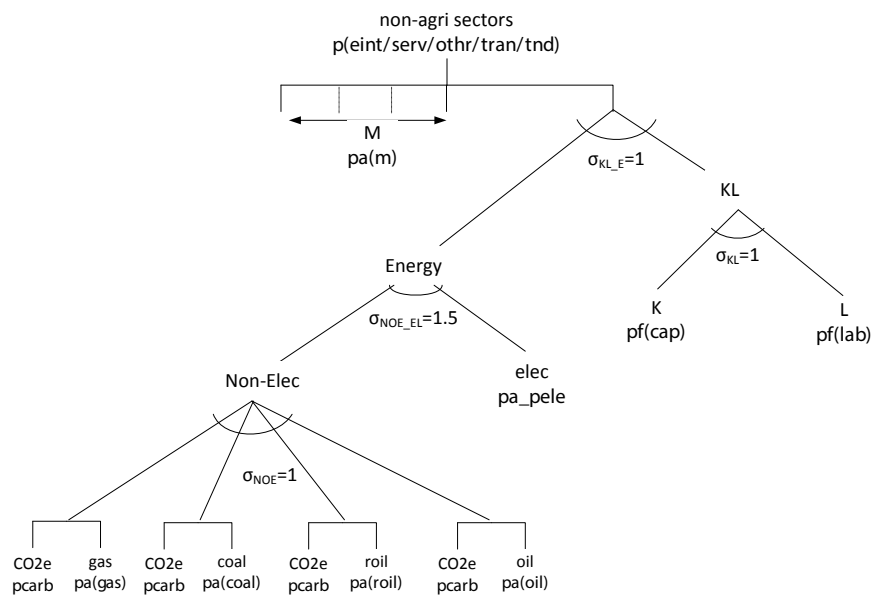 non-agri sectors
p(eint/serv/othr/tran/tnd)
M
pa(m)
σKL_E=1
KL
Energy
σKL=1
K
pf(cap)
L
pf(lab)
σNOE_EL=1.5
Non-Elec
elec
pa_pele
σNOE=1
CO2e
pcarb
gas
pa(gas)
CO2e
pcarb
coal
pa(coal)
CO2e
pcarb
roil
pa(roil)
CO2e
pcarb
oil
pa(oil)